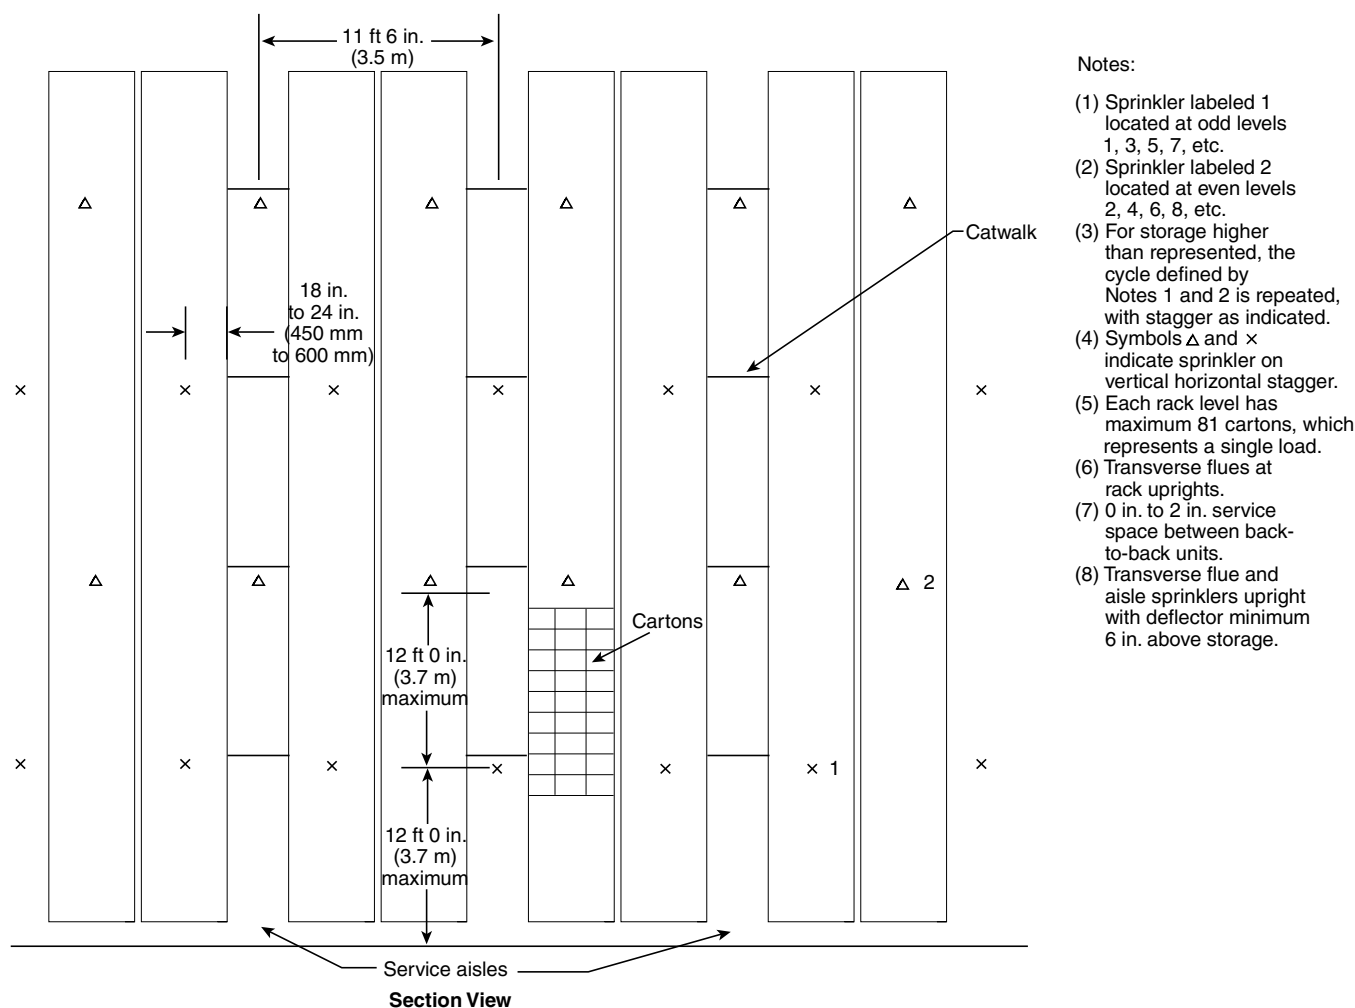 11 ft 6 in.
(3.5 m)
Catwalk
18 in.
to 24 in.
(450 mm
to 600 mm)
2
Cartons
12 ft 0 in.
(3.7 m)
maximum
1
12 ft 0 in.
(3.7 m)
maximum
Service aisles
Section View
Notes:
(1) Sprinkler labeled 1
located at odd levels
1, 3, 5, 7, etc.
(2) Sprinkler labeled 2
located at even levels
2, 4, 6, 8, etc.
(3) For storage higher
than represented, the
cycle defined by
Notes 1 and 2 is repeated,
with stagger as indicated.
(4) Symbols △ and ×
indicate sprinkler on
vertical horizontal stagger.
(5) Each rack level has
maximum 81 cartons, which
represents a single load.
(6) Transverse flues at
rack uprights.
(7) 0 in. to 2 in. service
space between back-
to-back units.
(8) Transverse flue and
aisle sprinklers upright
with deflector minimum
6 in. above storage.